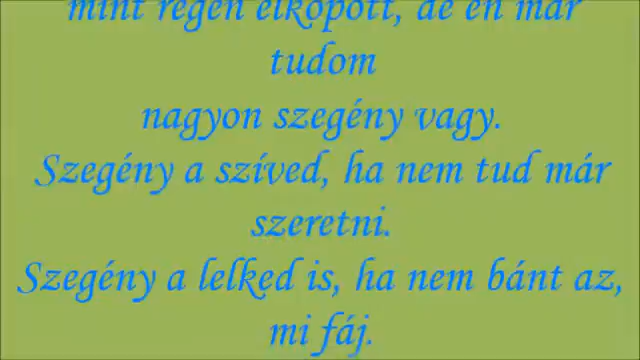 mint régen elkopott, de én már
tudom
nagyon szegény vagy.
Szegény a szíved, ha nem tud már
szeretni.
Szegény a lelked is, ha nem bánt az,
mi fáj.